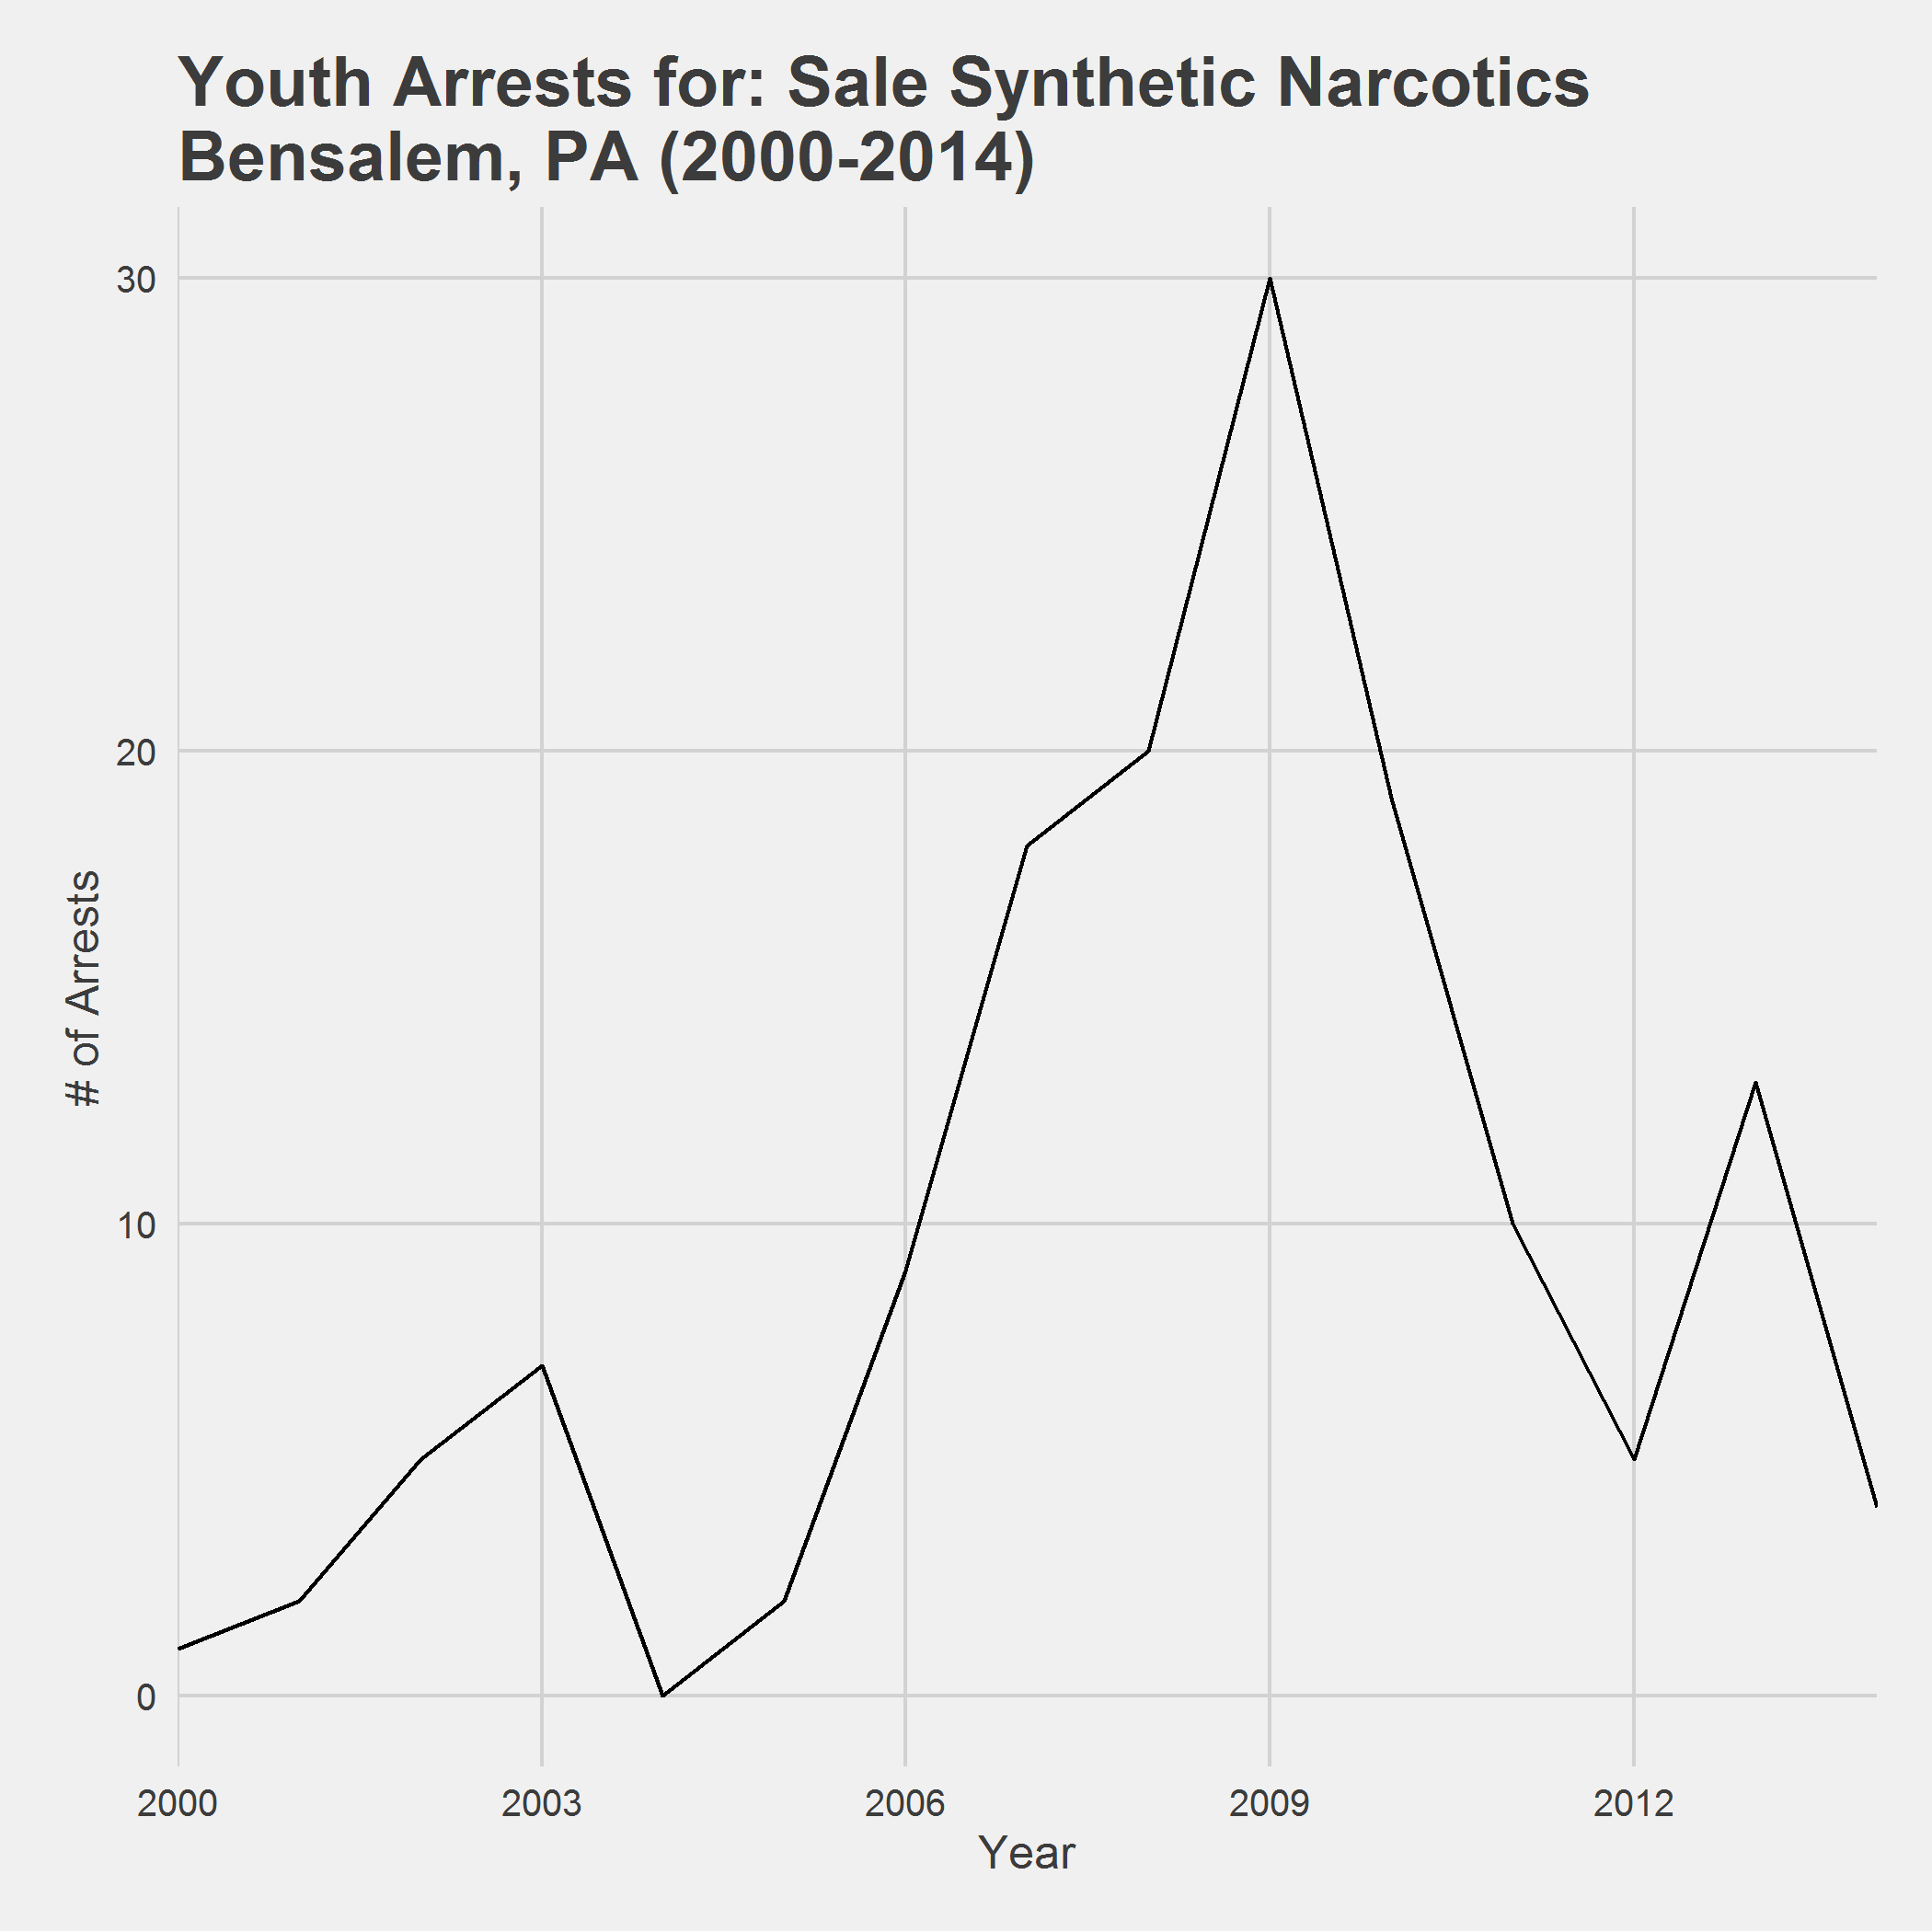 Youth Arrests for: Sale Synthetic Narcotics
Bensalem, PA (2000-2014)
30
20
10
0
# of Arrests
2000 2003 2006 2009 2012
Year